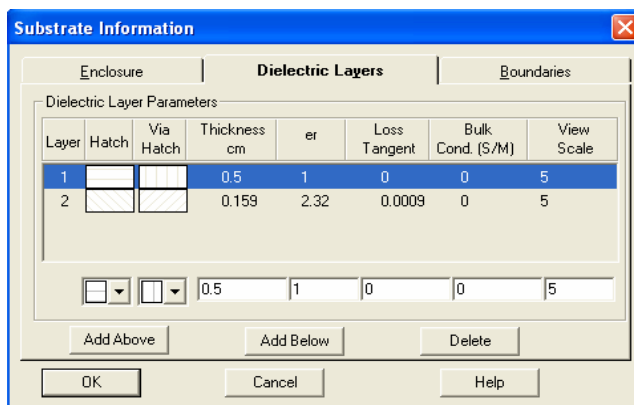 Substrate Information
Enclosure Dielectric Layers Boundaries
Dielectric Layer Parameters
Layer Hatch Via Hatch Thickness cm er Loss Tangent Bulk Cond. (S/M) View Scale
1 0.5 1 0 0 5
2 0.159 2.32 0.0009 0 5
0.5 1 0 0 5
Add Above Add Below Delete
OK Cancel Help